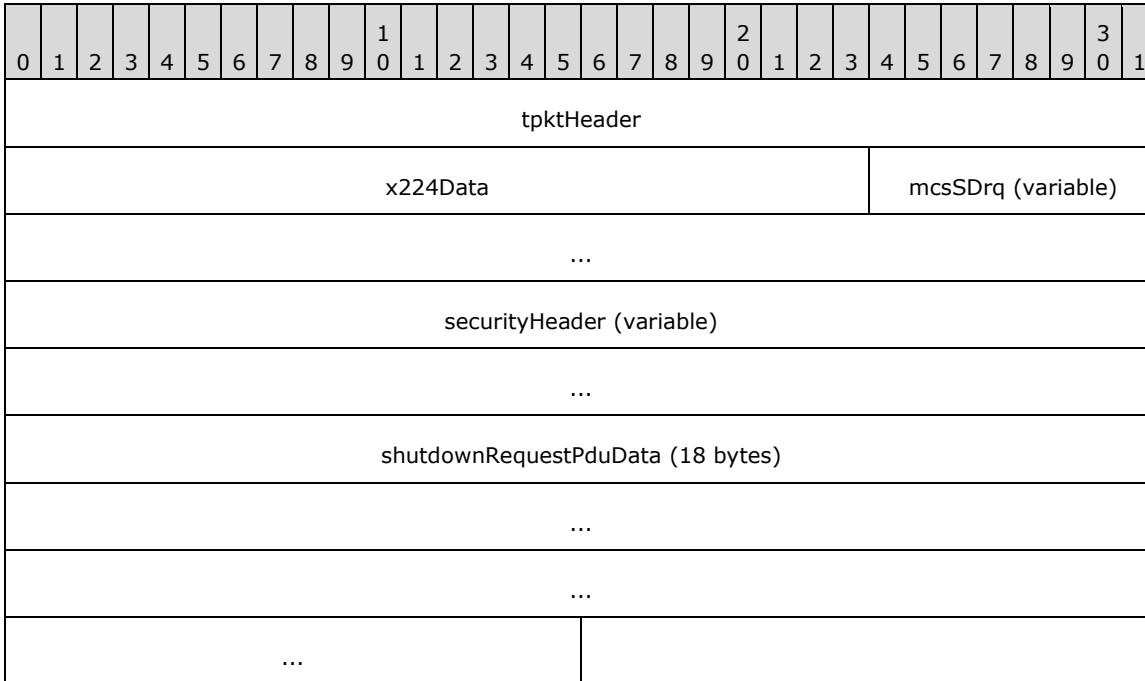 1 2 3
0 1 2 3 4 5 6 7 8 9 0 1 2 3 4 5 6 7 8 9 0 1 2 3 4 5 6 7 8 9 0 1
tpktHeader
x224Data mcsSDrq (variable)
...
securityHeader (variable)
...
shutdownRequestPduData (18 bytes)
...
...
...